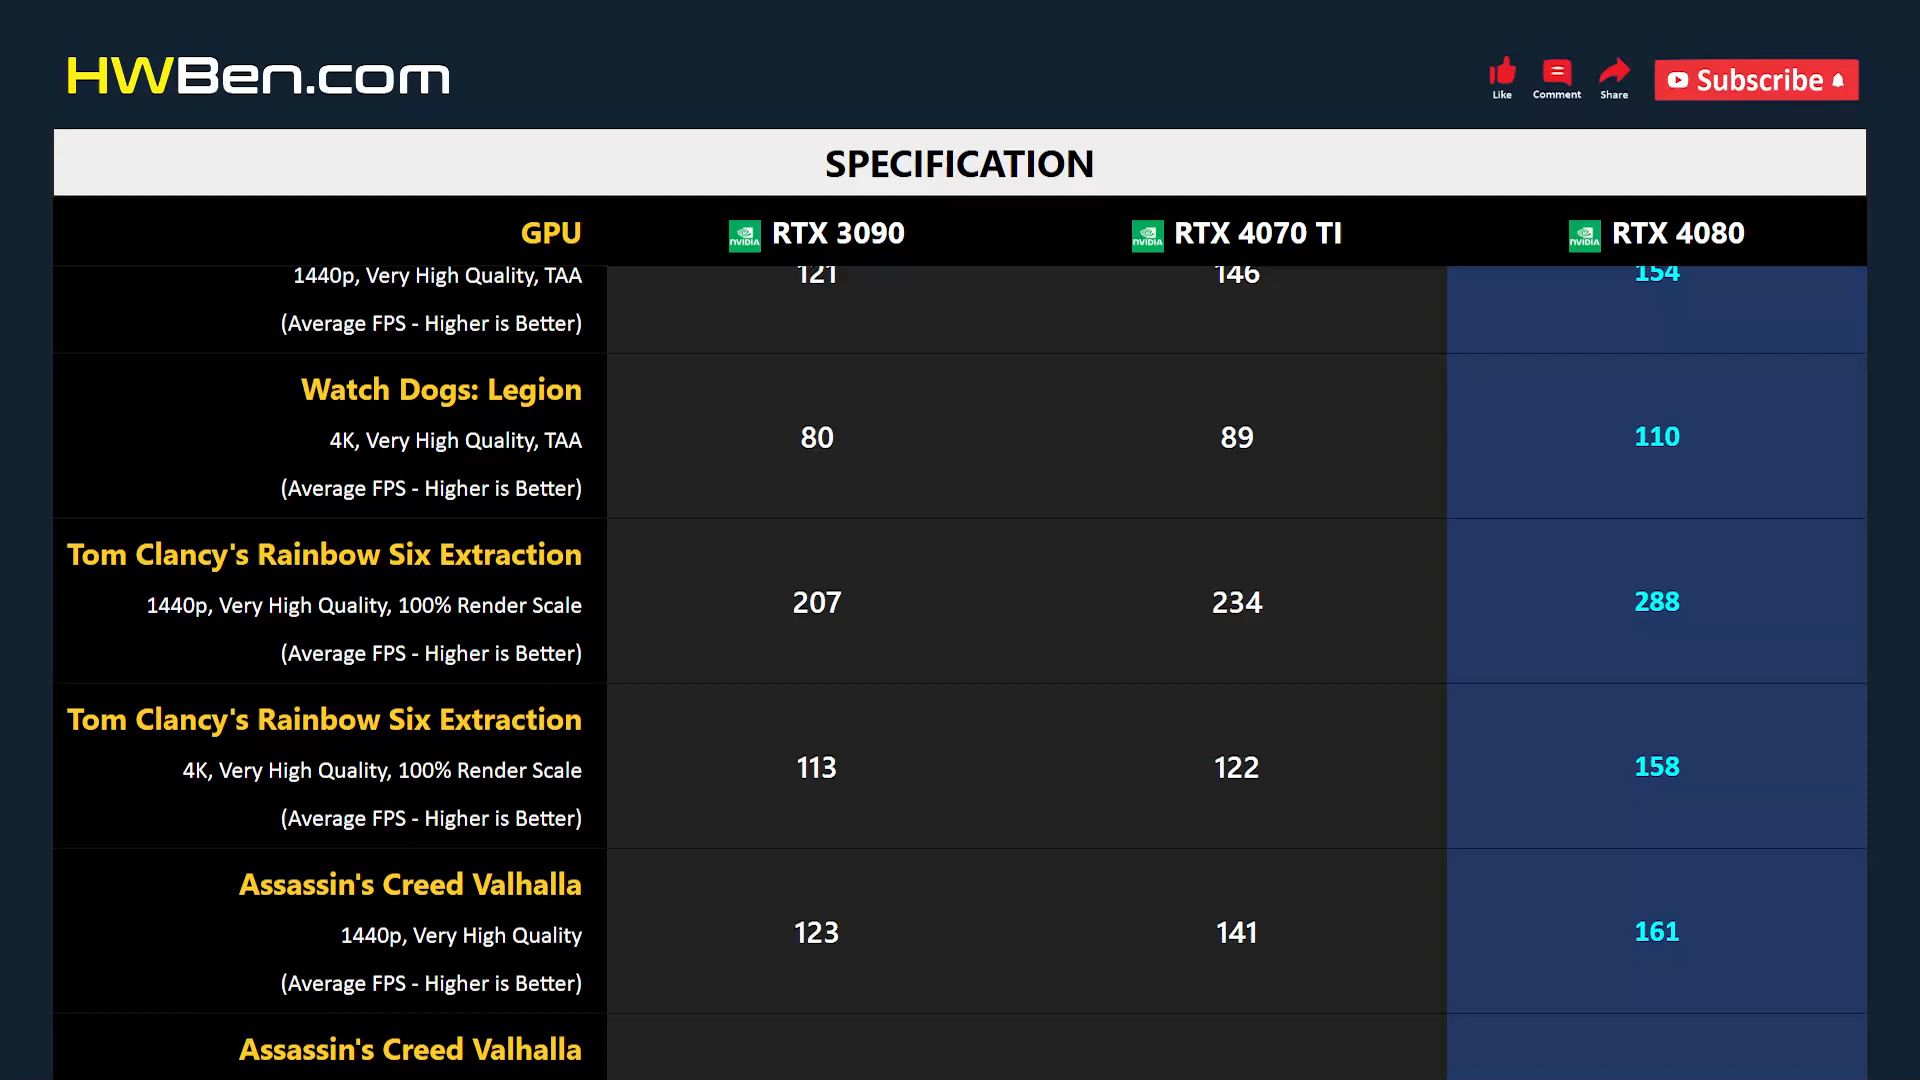 HWBen.com
Like
Comment
Share
Subscribe
SPECIFICATION
GPU
NVIDIA RTX 3090
NVIDIA RTX 4070 TI
NVIDIA RTX 4080
1440p, Very High Quality, TAA
(Average FPS - Higher is Better)
121
146
154
Watch Dogs: Legion
4K, Very High Quality, TAA
(Average FPS - Higher is Better)
80
89
110
Tom Clancy's Rainbow Six Extraction
1440p, Very High Quality, 100% Render Scale
(Average FPS - Higher is Better)
207
234
288
Tom Clancy's Rainbow Six Extraction
4K, Very High Quality, 100% Render Scale
(Average FPS - Higher is Better)
113
122
158
Assassin's Creed Valhalla
1440p, Very High Quality
(Average FPS - Higher is Better)
123
141
161
Assassin's Creed Valhalla